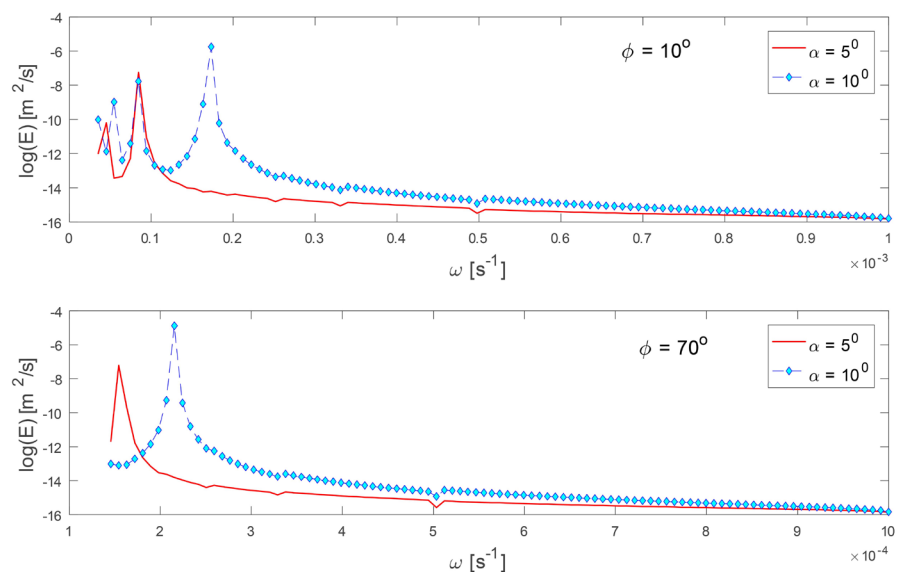 -4
-6
-8
-10
-12
-14
-16
log(E) [m ²/s]
ϕ = 10°
α = 5⁰
α = 10⁰
0 0.1 0.2 0.3 0.4 0.5 0.6 0.7 0.8 0.9 1
ω [s⁻¹]
× 10⁻³
-4
-6
-8
-10
-12
-14
-16
log(E) [m ²/s]
ϕ = 70°
α = 5⁰
α = 10⁰
1 2 3 4 5 6 7 8 9 10
ω [s⁻¹]
× 10⁻⁴